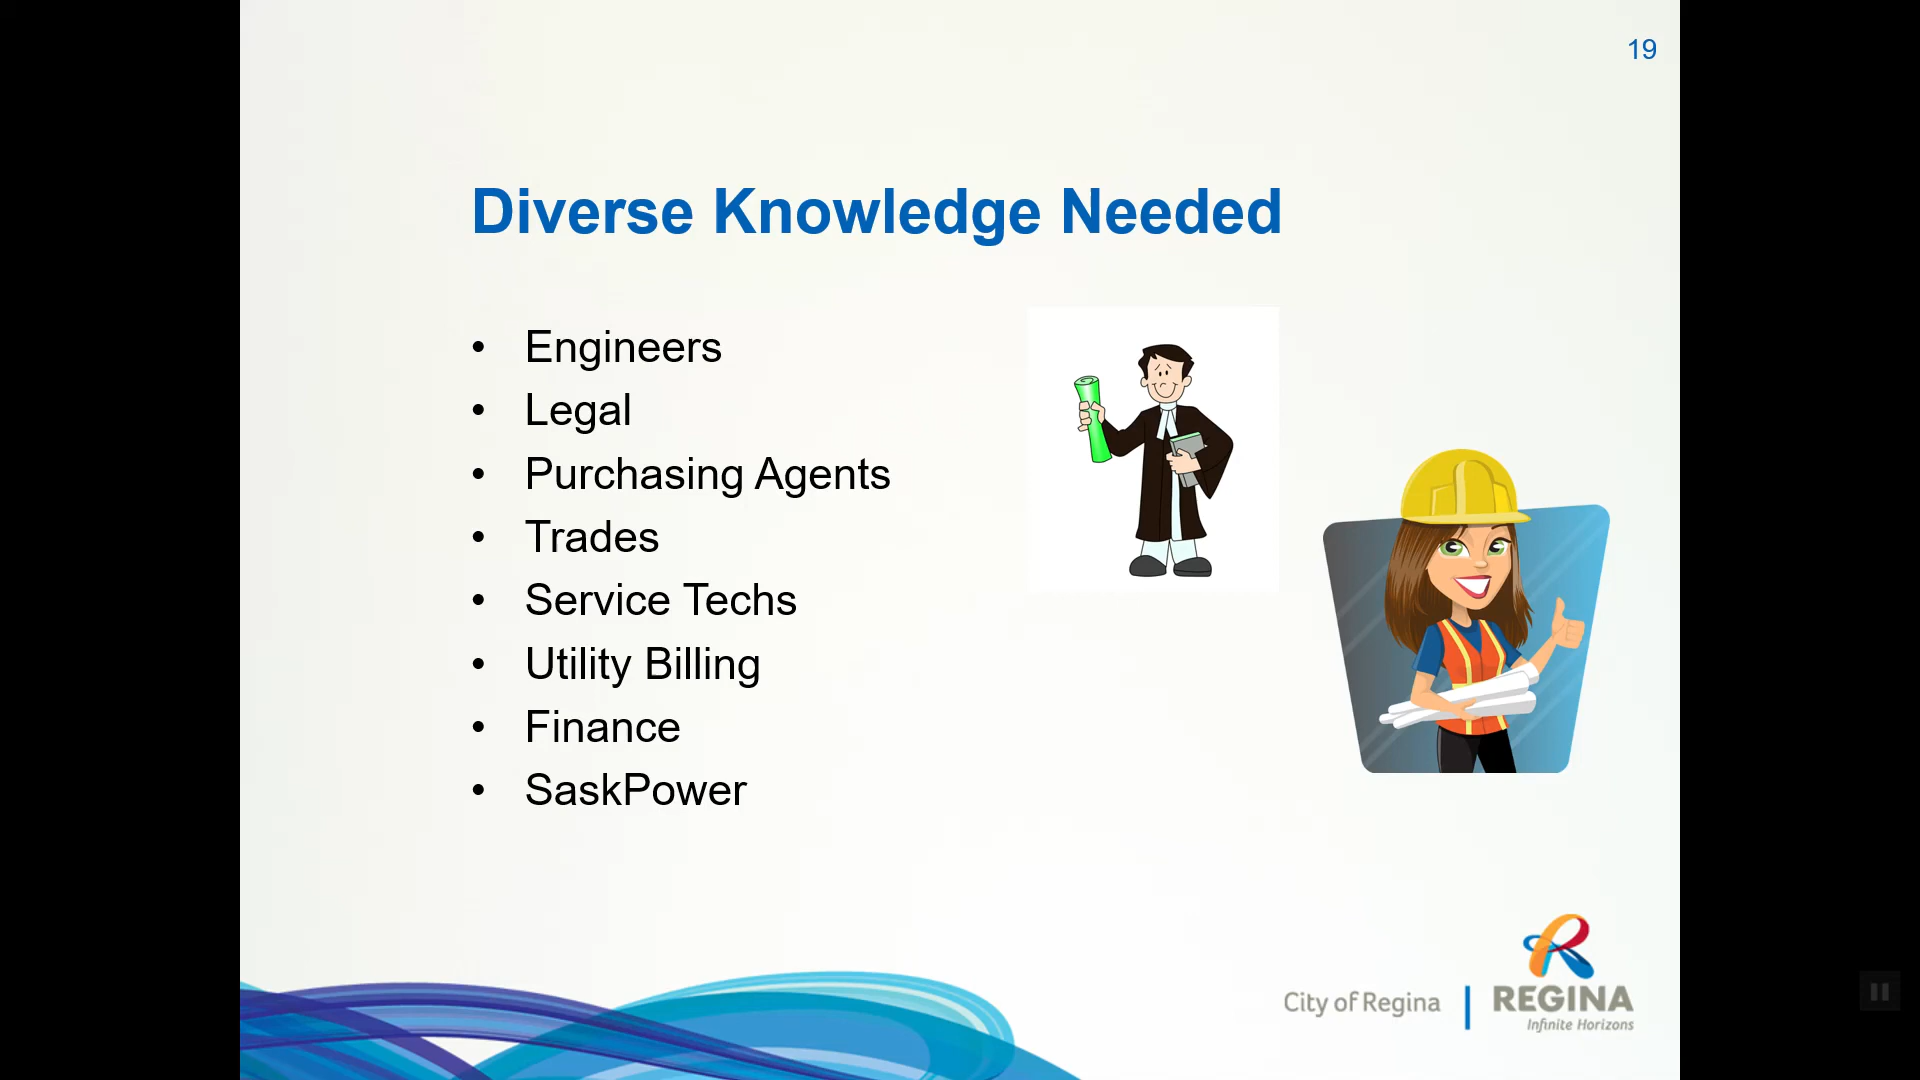 19
Diverse Knowledge Needed
• Engineers
• Legal
• Purchasing Agents
• Trades
• Service Techs
• Utility Billing
• Finance
• SaskPower
City of Regina | REGINA
Infinite Horizons